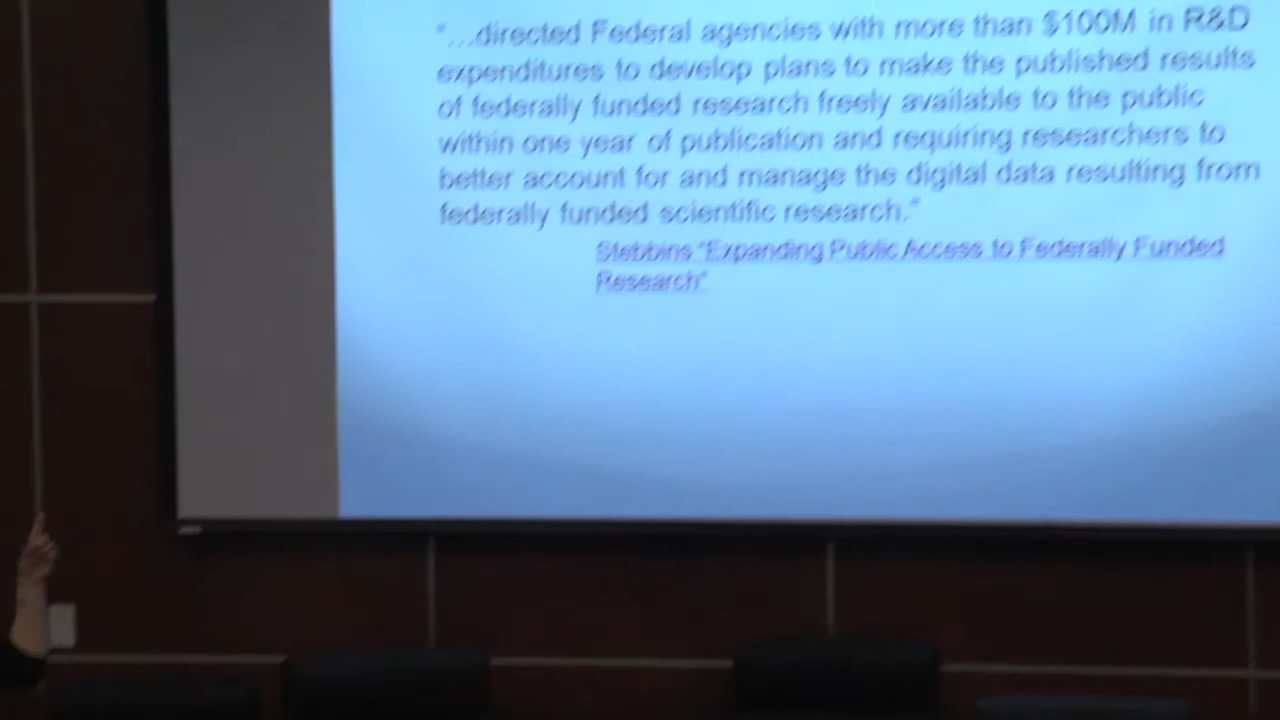 "...directed Federal agencies with more than $100M in R&D
expenditures to develop plans to make the published results
of federally funded research freely available to the public
within one year of publication and requiring researchers to
better account for and manage the digital data resulting from
federally funded scientific research."
Stebbins "Expanding Public Access to Federally Funded
Research"